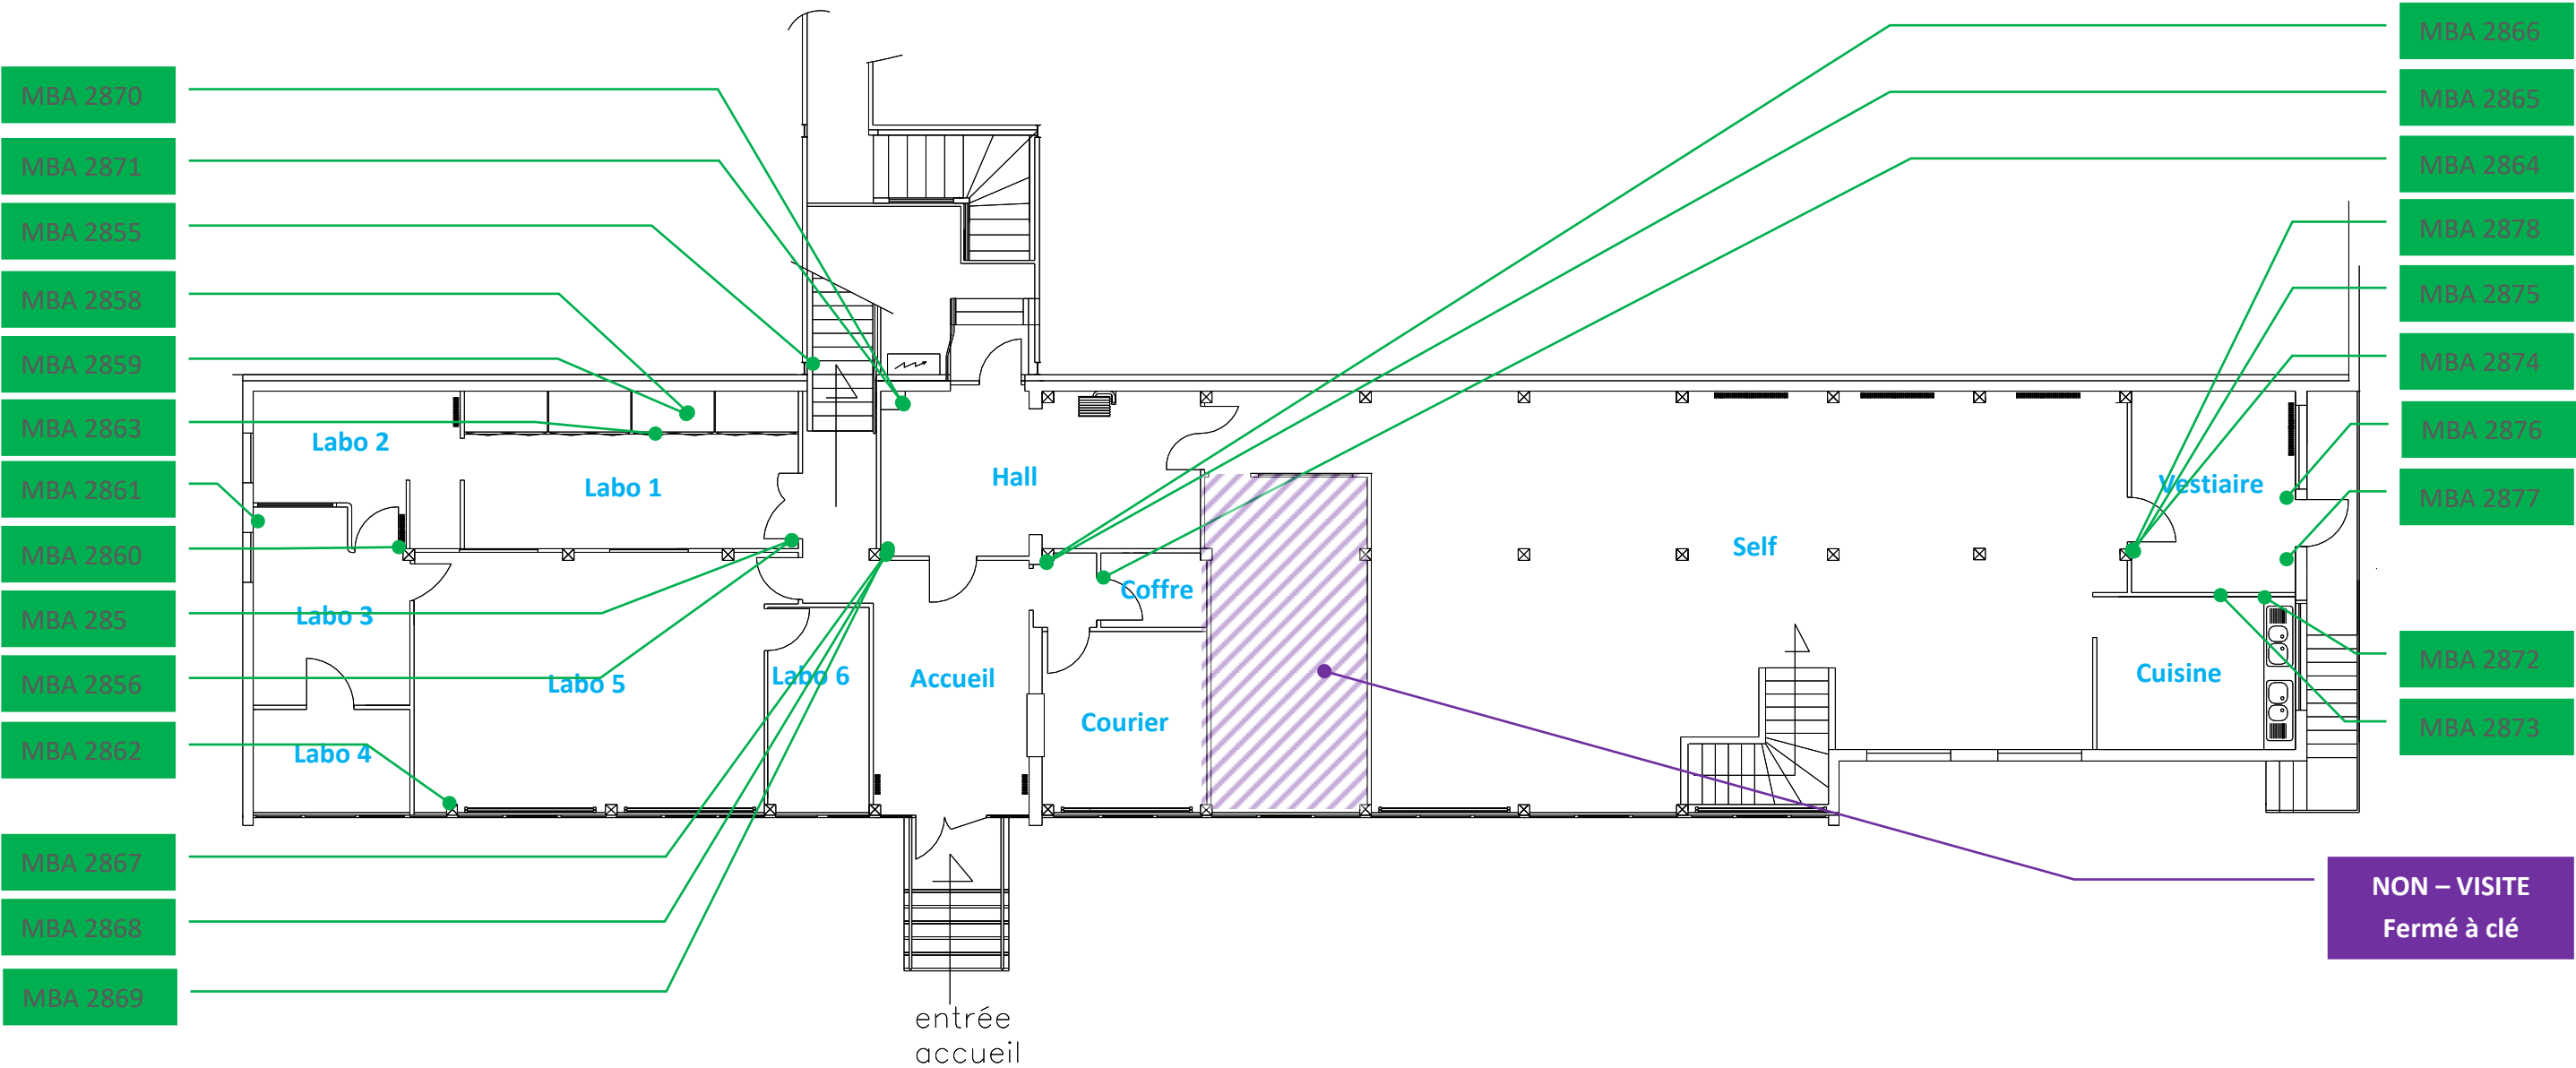 MBA 2866
MBA 2865
MBA 2870
MBA 2871
MBA 2864
MBA 2855
MBA 2878
MBA 2858
MBA 2875
MBA 2859
MBA 2874
MBA 2863
MBA 2876
Labo 2
Labo 1
Hall
Vestiaire
MBA 2861
MBA 2877
MBA 2860
Self
Coffre
MBA 285
Labo 3
MBA 2856
Labo 5
Labo 6
Accueil
Cuisine
MBA 2872
Courier
MBA 2873
MBA 2862
Labo 4
MBA 2867
NON – VISITE
Fermé à clé
MBA 2868
MBA 2869
entrée
accueil